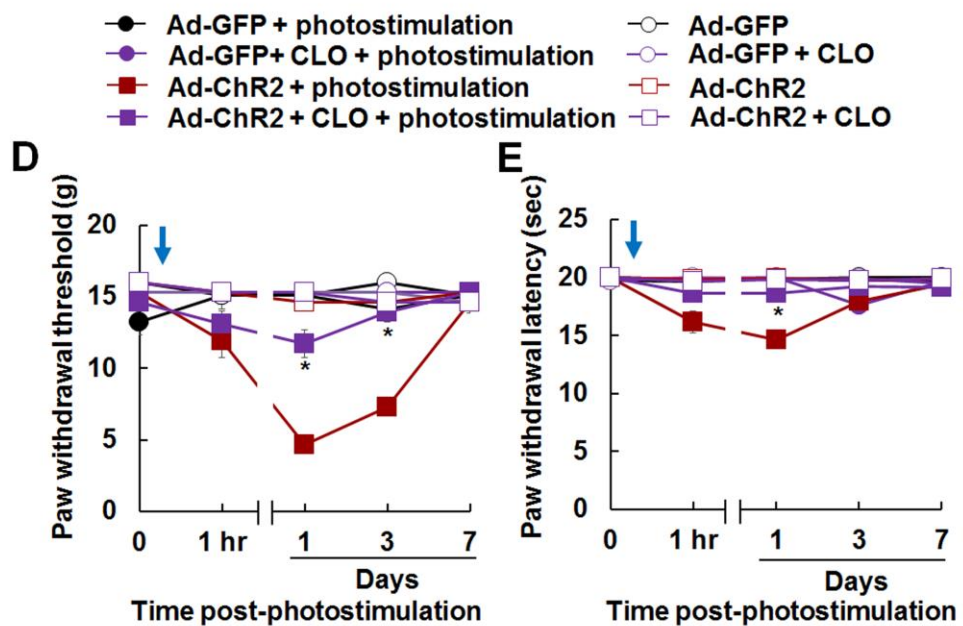 Ad-GFP + photostimulation
Ad-GFP+ CLO + photostimulation
Ad-ChR2 + photostimulation
Ad-ChR2 + CLO + photostimulation
Ad-GFP
Ad-GFP + CLO
Ad-ChR2
Ad-ChR2 + CLO
D
Paw withdrawal threshold (g)
20
15
10
5
0
0 1 hr 1 3 7
Days
Time post-photostimulation
*
*
E
Paw withdrawal latency (sec)
25
20
15
10
5
0
0 1 hr 1 3 7
Days
Time post-photostimulation
*